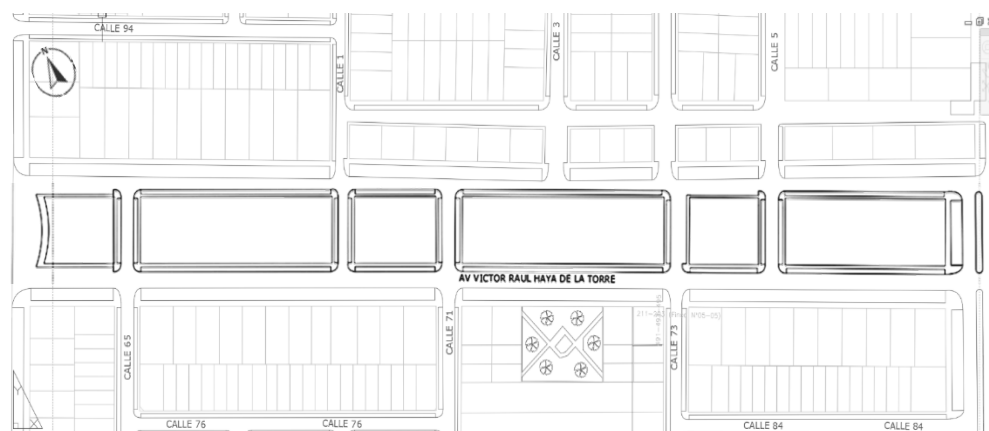 CALLE 94
N
CALLE 1
CALLE 3
CALLE 5
AV VICTOR RAUL HAYA DE LA TORRE
CALLE 65
CALLE 71
CALLE 73
CALLE 76
CALLE 76
CALLE 84
CALLE 84